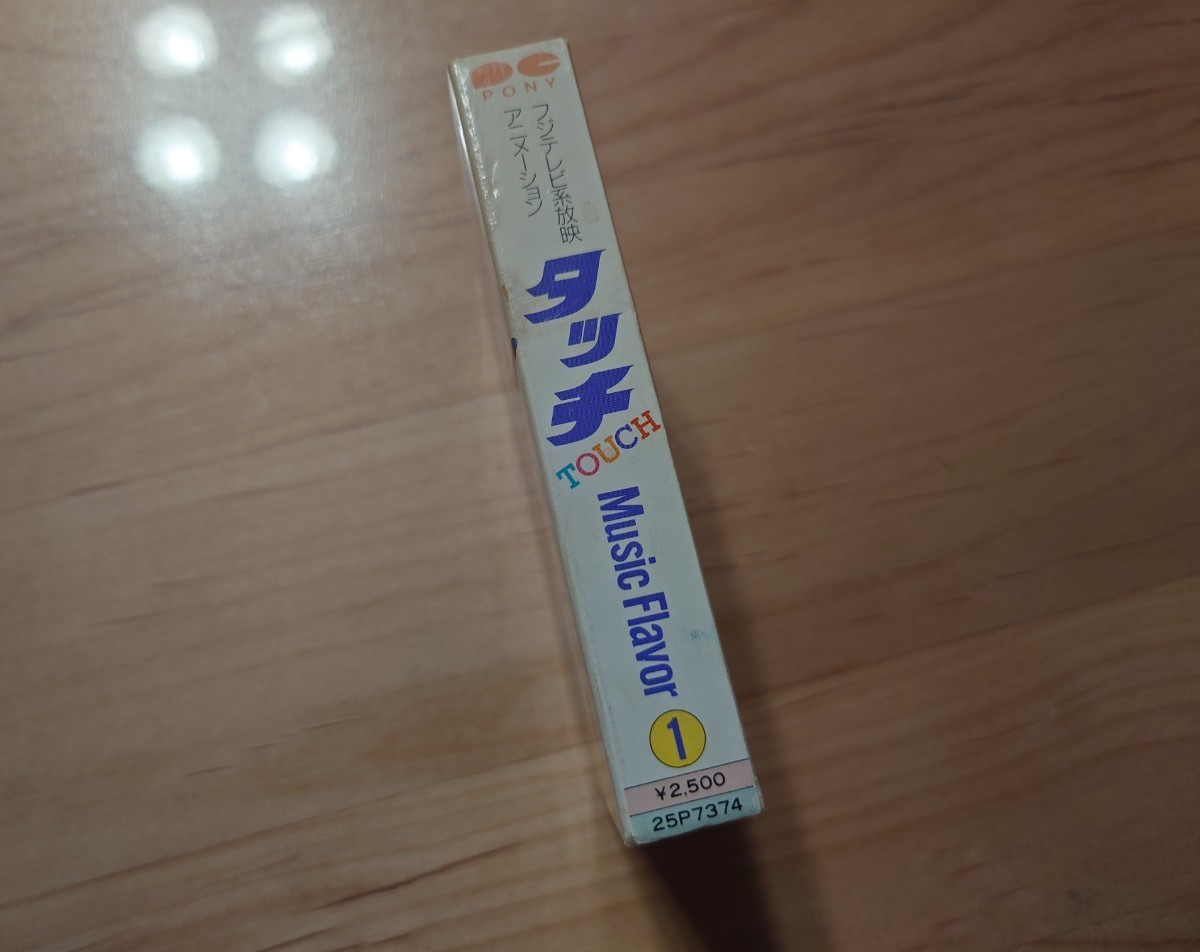 PONY
フジテレビ系放映
アニメーション
タッチ
TOUCH
Music Flavor
1
¥2,500
25P7374